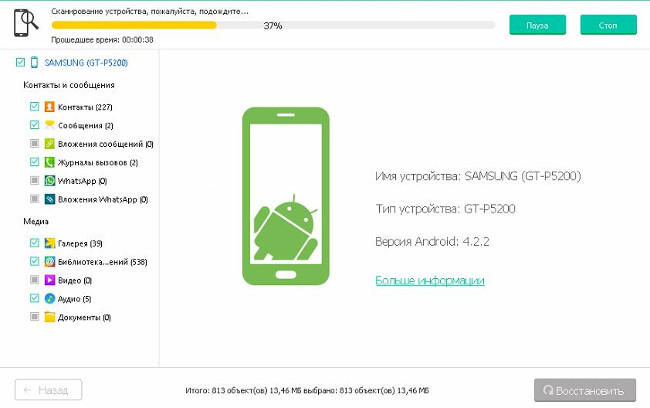 Сканирование устройства, пожалуйста, подождите...
37%
Пауза
Стоп
Прошедшее время: 00:00:38
SAMSUNG (GT-P5200)
Контакты и сообщения
Контакты (227)
Сообщения (2)
Вложения сообщений (0)
Журналы вызовов (2)
WhatsApp (0)
Вложения WhatsApp (0)
Медиа
Галерея (39)
Библиотека...ений (538)
Видео (0)
Аудио (5)
Документы (0)
Имя устройства: SAMSUNG (GT-P5200)
Тип устройства: GT-P5200
Версия Android: 4.2.2
Больше информации
Назад
Итого: 813 объект(ов) 13,46 МБ выбрано: 813 объект(ов) 13,46 МБ
Восстановить